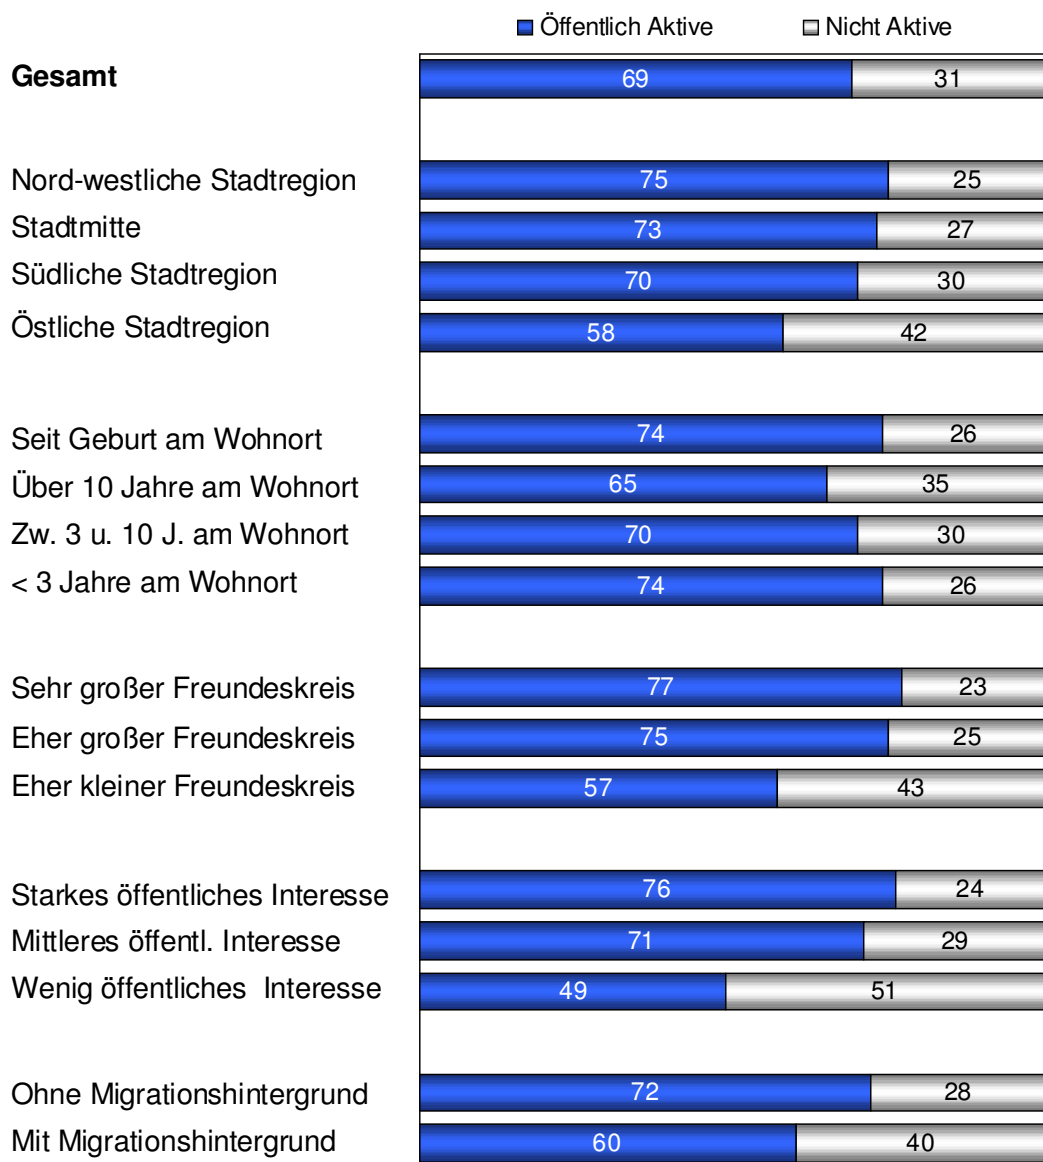 Öffentlich Aktive Nicht Aktive
Gesamt 69 31
Nord-westliche Stadtregion 75 25
Stadtmitte 73 27
Südliche Stadtregion 70 30
Östliche Stadtregion 58 42
Seit Geburt am Wohnort 74 26
Über 10 Jahre am Wohnort 65 35
Zw. 3 u. 10 J. am Wohnort 70 30
< 3 Jahre am Wohnort 74 26
Sehr großer Freundeskreis 77 23
Eher großer Freundeskreis 75 25
Eher kleiner Freundeskreis 57 43
Starkes öffentliches Interesse 76 24
Mittleres öffentl. Interesse 71 29
Wenig öffentliches Interesse 49 51
Ohne Migrationshintergrund 72 28
Mit Migrationshintergrund 60 40